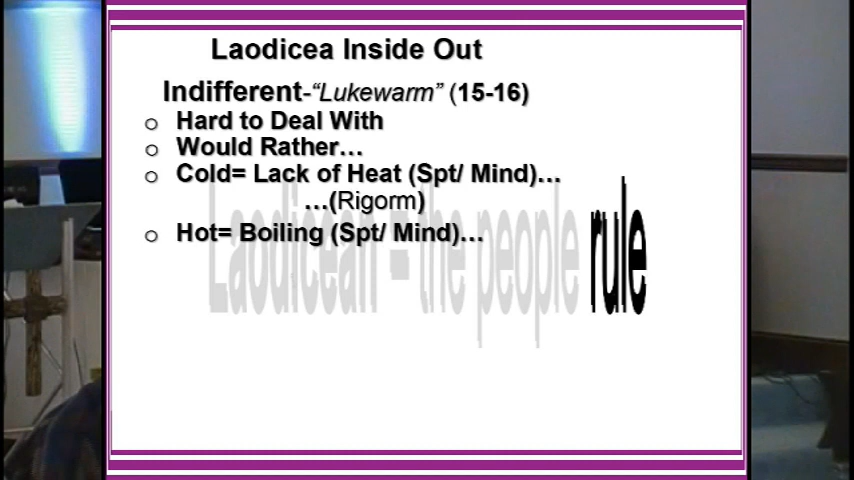 Laodicea Inside Out
Indifferent-“Lukewarm” (15-16)
o Hard to Deal With
o Would Rather…
o Cold= Lack of Heat (Spt/ Mind)…
…(Rigorm)
o Hot= Boiling (Spt/ Mind)…
Laodicean = the people rule